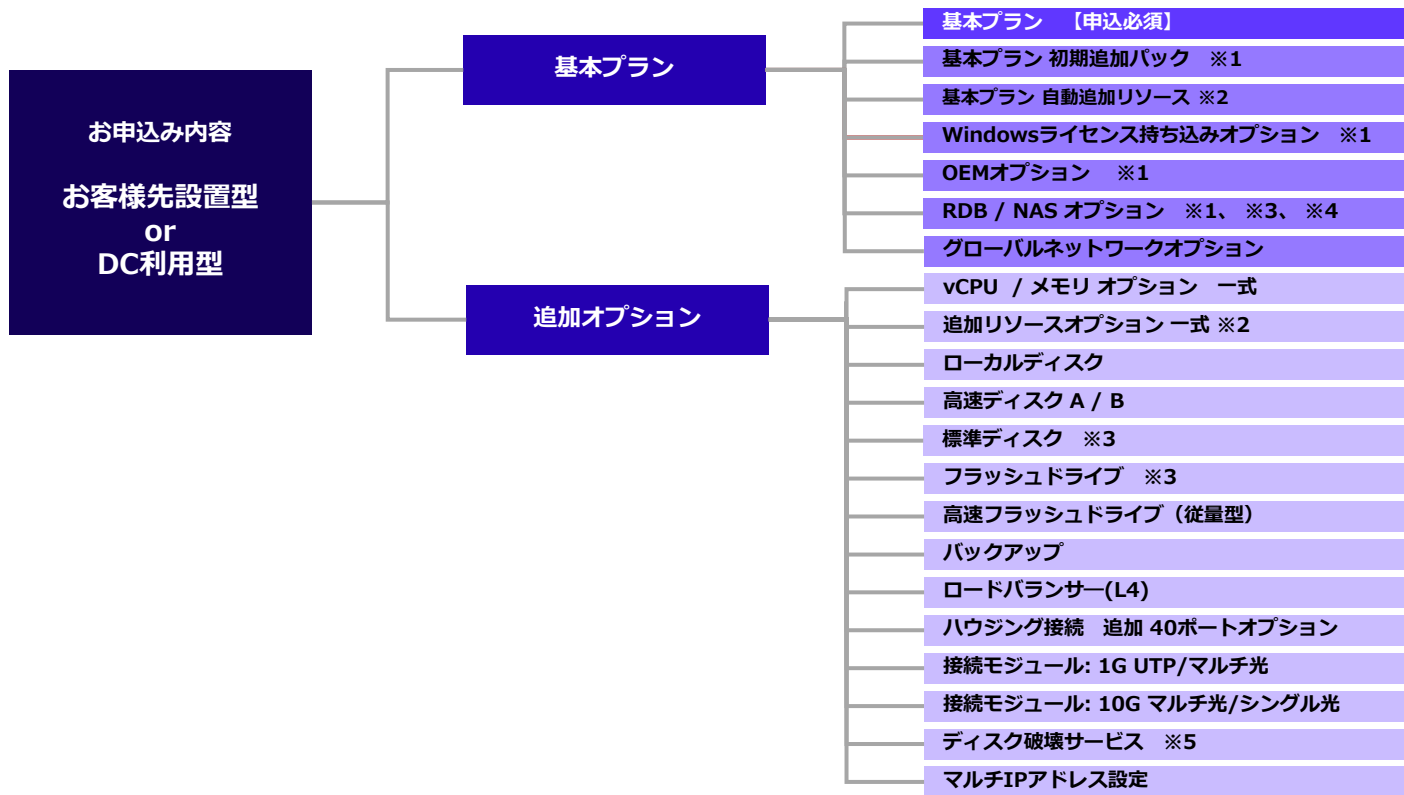 お申込み内容
お客様先設置型
or
DC利用型
基本プラン
基本プラン 【申込必須】
基本プラン 初期追加パック ※1
基本プラン 自動追加リソース ※2
Windowsライセンス持ち込みオプション ※1
OEMオプション ※1
RDB / NAS オプション ※1、 ※3、 ※4
グローバルネットワークオプション
追加オプション
vCPU / メモリ オプション 一式
追加リソースオプション 一式 ※2
ローカルディスク
高速ディスク A / B
標準ディスク ※3
フラッシュドライブ ※3
高速フラッシュドライブ（従量型）
バックアップ
ロードバランサ―(L4)
ハウジング接続 追加 40ポートオプション
接続モジュール: 1G UTP/マルチ光
接続モジュール: 10G マルチ光/シングル光
ディスク破壊サービス ※5
マルチIPアドレス設定